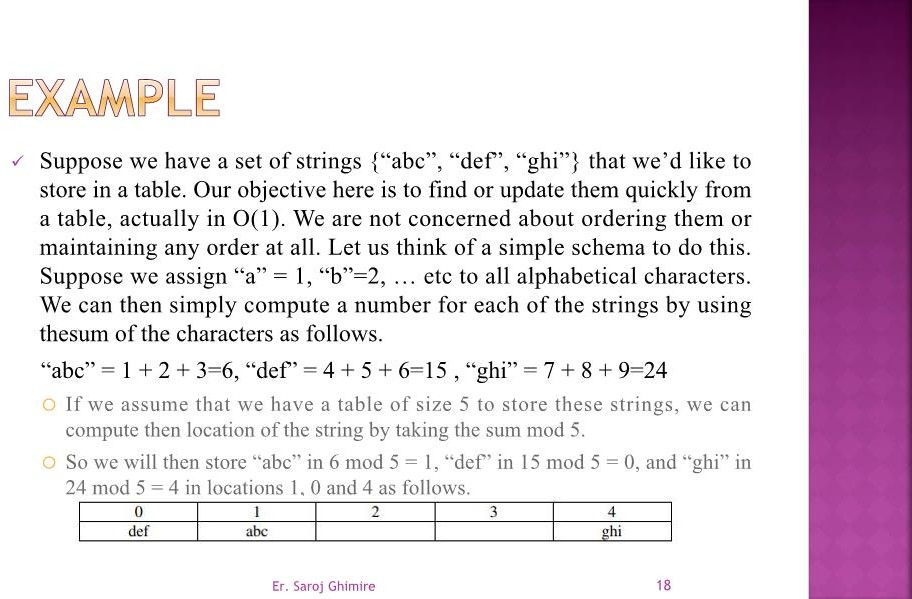 EXAMPLE
✓ Suppose we have a set of strings {“abc”, “def”, “ghi”} that we’d like to
store in a table. Our objective here is to find or update them quickly from
a table, actually in O(1). We are not concerned about ordering them or
maintaining any order at all. Let us think of a simple schema to do this.
Suppose we assign “a” = 1, “b”=2, … etc to all alphabetical characters.
We can then simply compute a number for each of the strings by using
thesum of the characters as follows.
“abc” = 1 + 2 + 3=6, “def” = 4 + 5 + 6=15 , “ghi” = 7 + 8 + 9=24
If we assume that we have a table of size 5 to store these strings, we can
compute then location of the string by taking the sum mod 5.
So we will then store “abc” in 6 mod 5 = 1, “def” in 15 mod 5 = 0, and “ghi” in
24 mod 5 = 4 in locations 1, 0 and 4 as follows.
0 1 2 3 4
def abc ghi
Er. Saroj Ghimire 18